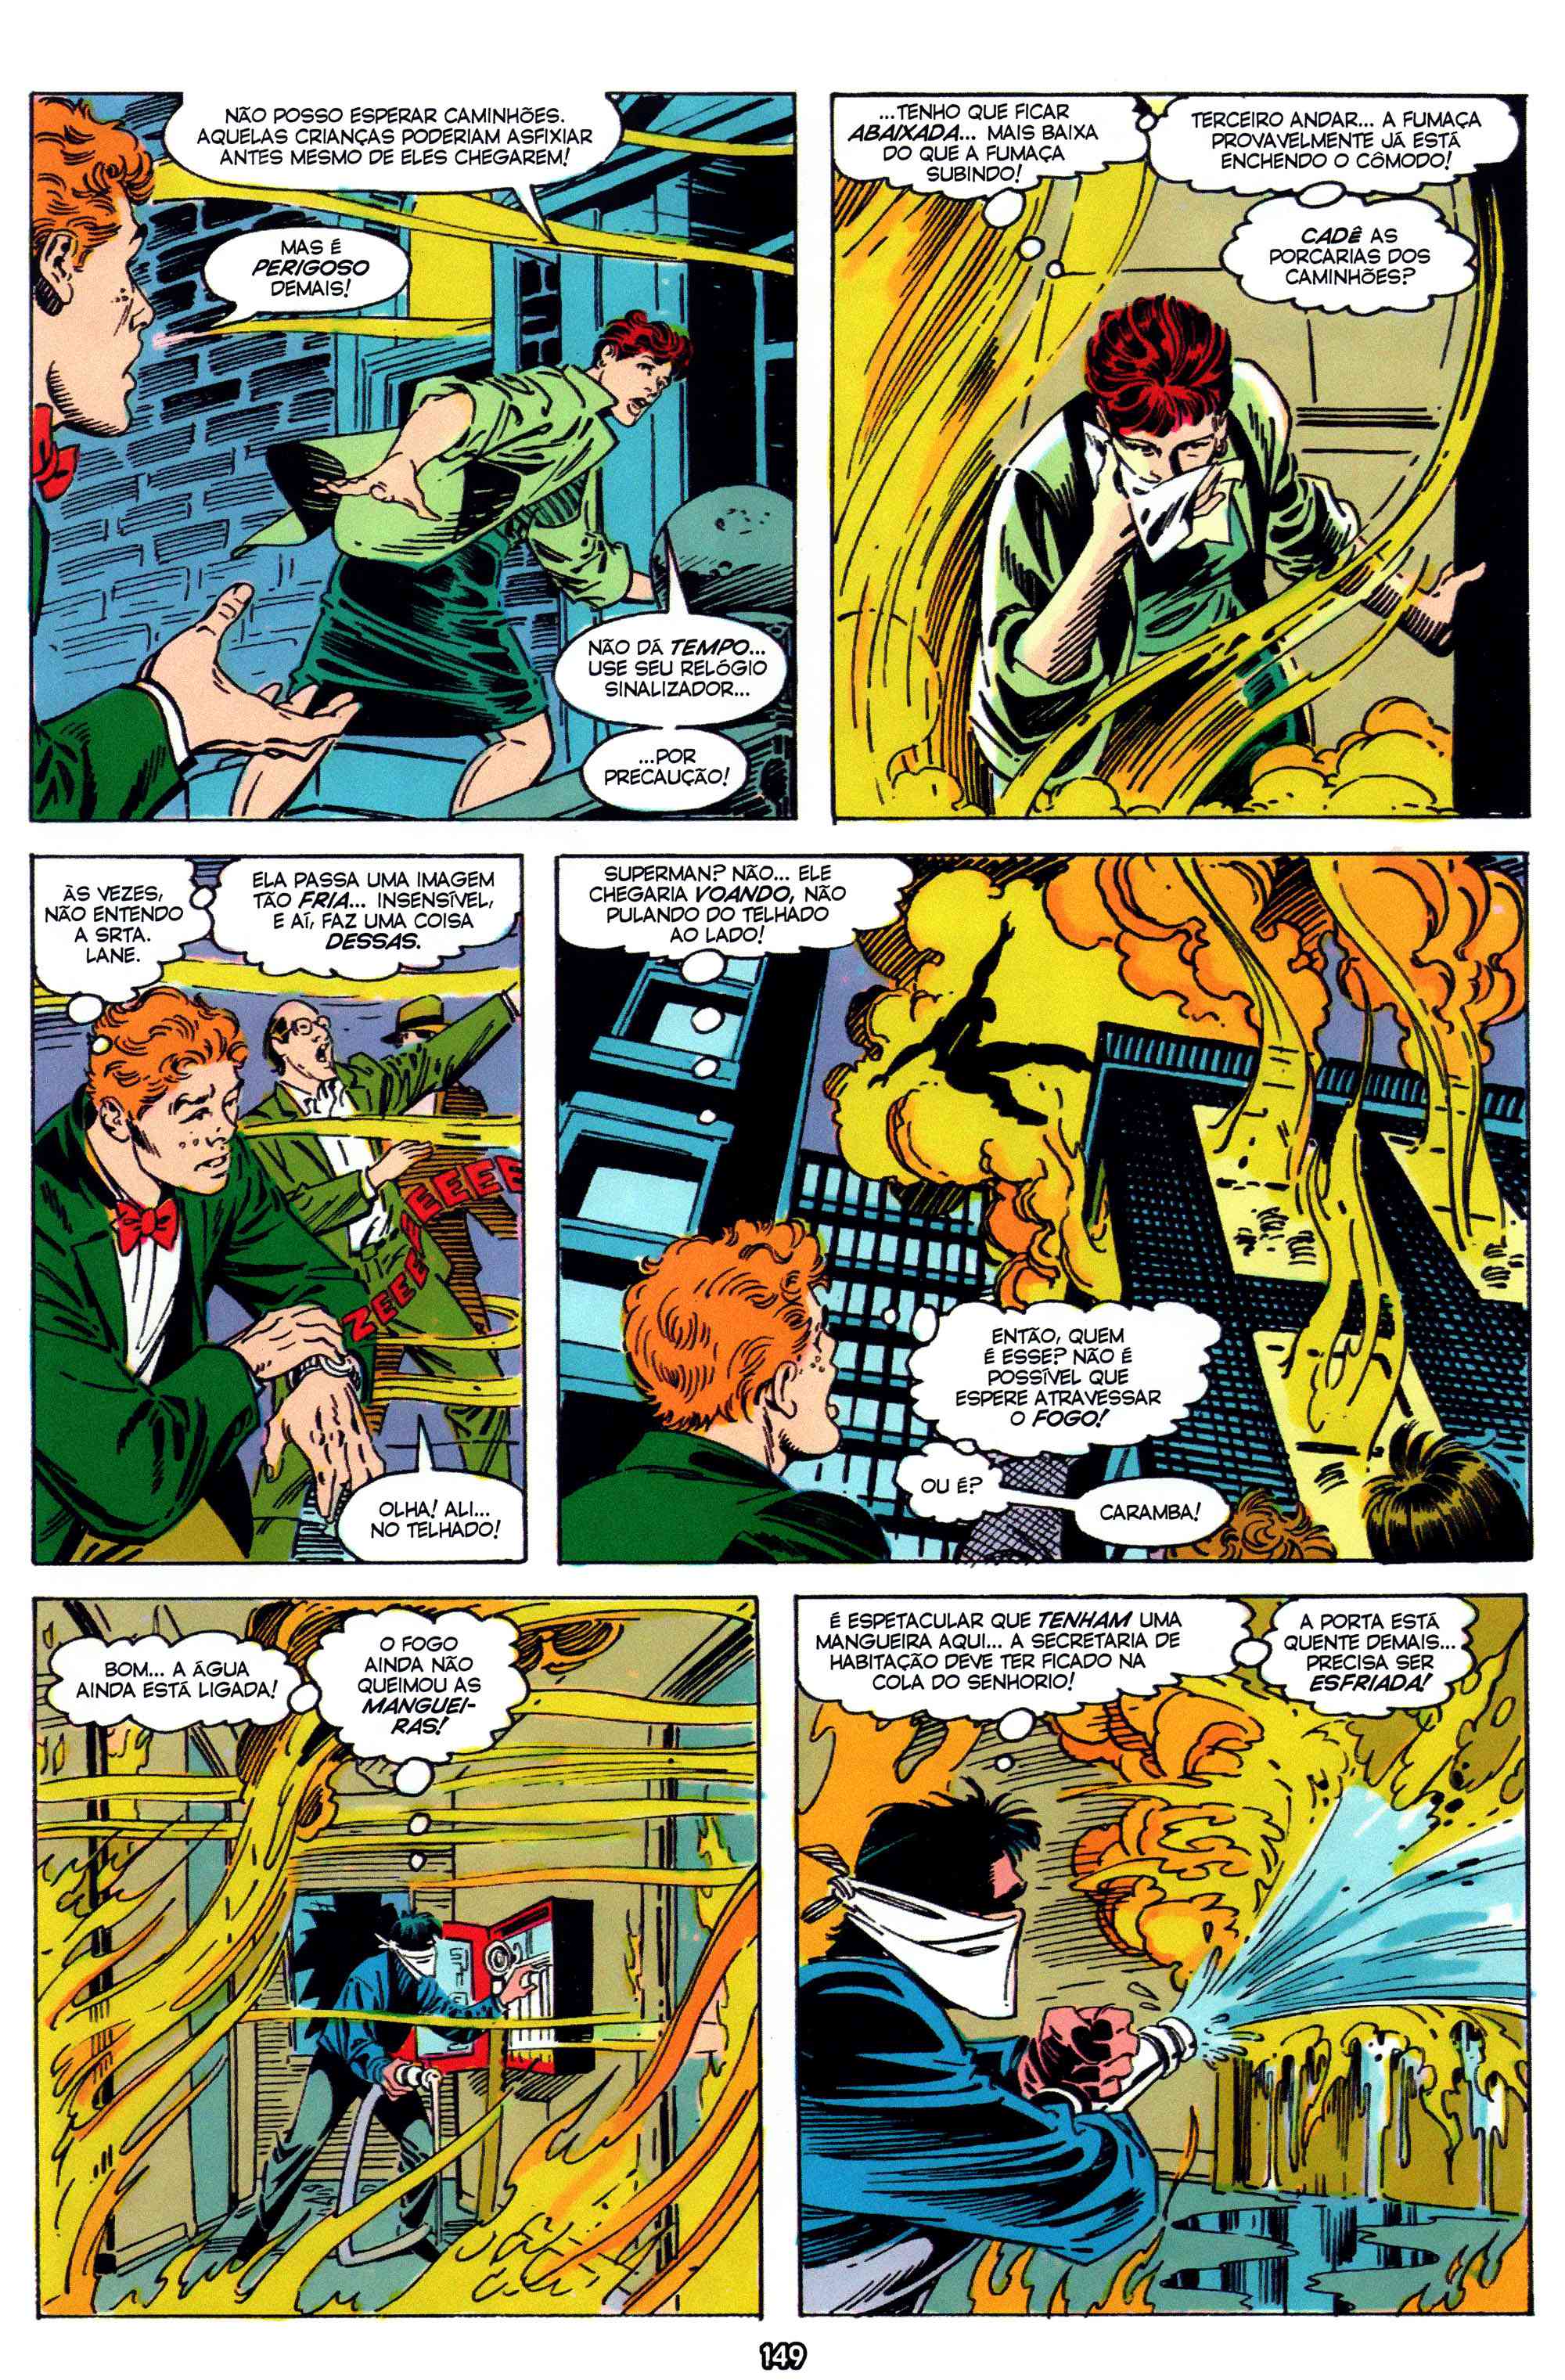 NÃO POSSO ESPERAR CAMINHÕES.
AQUELAS CRIANÇAS PODERIAM ASFIXIAR
ANTES MESMO DE ELES CHEGAREM!
MAS É
PERIGOSO
DEMAIS!
NÃO DÁ TEMPO...
USE SEU RELÓGIO
SINALIZADOR...
...POR
PRECAUÇÃO!
...TENHO QUE FICAR
ABAIXADA... MAIS BAIXA
DO QUE A FUMAÇA
SUBINDO!
TERCEIRO ANDAR... A FUMAÇA
PROVAVELMENTE JÁ ESTÁ
ENCHENDO O CÔMODO!
CADÊ AS
PORCARIAS DOS
CAMINHÕES?
ÀS VEZES,
NÃO ENTENDO
A SRTA.
LANE.
ELA PASSA UMA IMAGEM
TÃO FRIA... INSENSÍVEL,
E AÍ, FAZ UMA COISA
DESSAS.
ZEEEEEEEEE
OLHA! ALI...
NO TELHADO!
SUPERMAN? NÃO... ELE
CHEGARIA VOANDO, NÃO
PULANDO DO TELHADO
AO LADO!
ENTÃO, QUEM
É ESSE? NÃO É
POSSÍVEL QUE
ESPERE ATRAVESSAR
O FOGO!
OU É?
CARAMBA!
BOM... A ÁGUA
AINDA ESTÁ LIGADA!
O FOGO
AINDA NÃO
QUEIMOU AS
MANGUEI-
RAS!
É ESPETACULAR QUE TENHAM UMA
MANGUEIRA AQUI... A SECRETARIA DE
HABITAÇÃO DEVE TER FICADO NA
COLA DO SENHORIO!
A PORTA ESTÁ
QUENTE DEMAIS...
PRECISA SER
ESFRIADA!
149